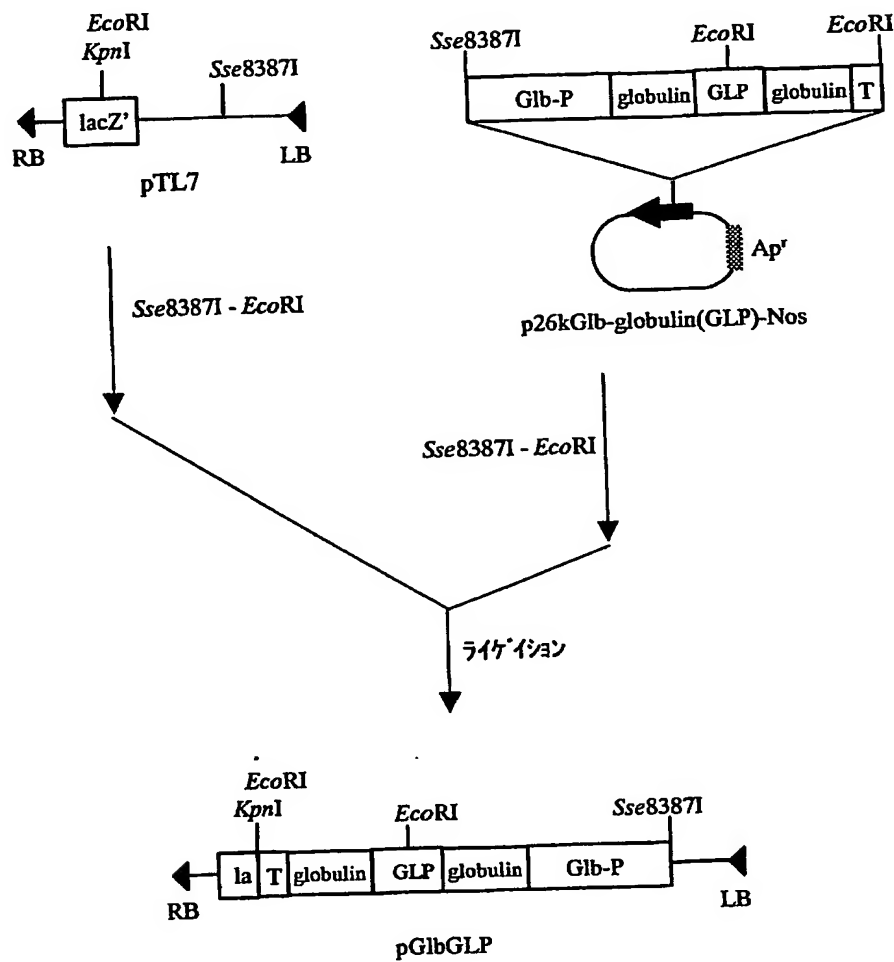 EcoRI
KpnI
Sse8387I
lacZ'
RB
LB
pTL7
Sse8387I
EcoRI
EcoRI
Glb-P
globulin
GLP
globulin
T
Apr
p26kGlb-globulin(GLP)-Nos
Sse8387I - EcoRI
Sse8387I - EcoRI
ライゲイション
EcoRI
KpnI
EcoRI
Sse8387I
la
T
globulin
GLP
globulin
Glb-P
RB
LB
pGlbGLP